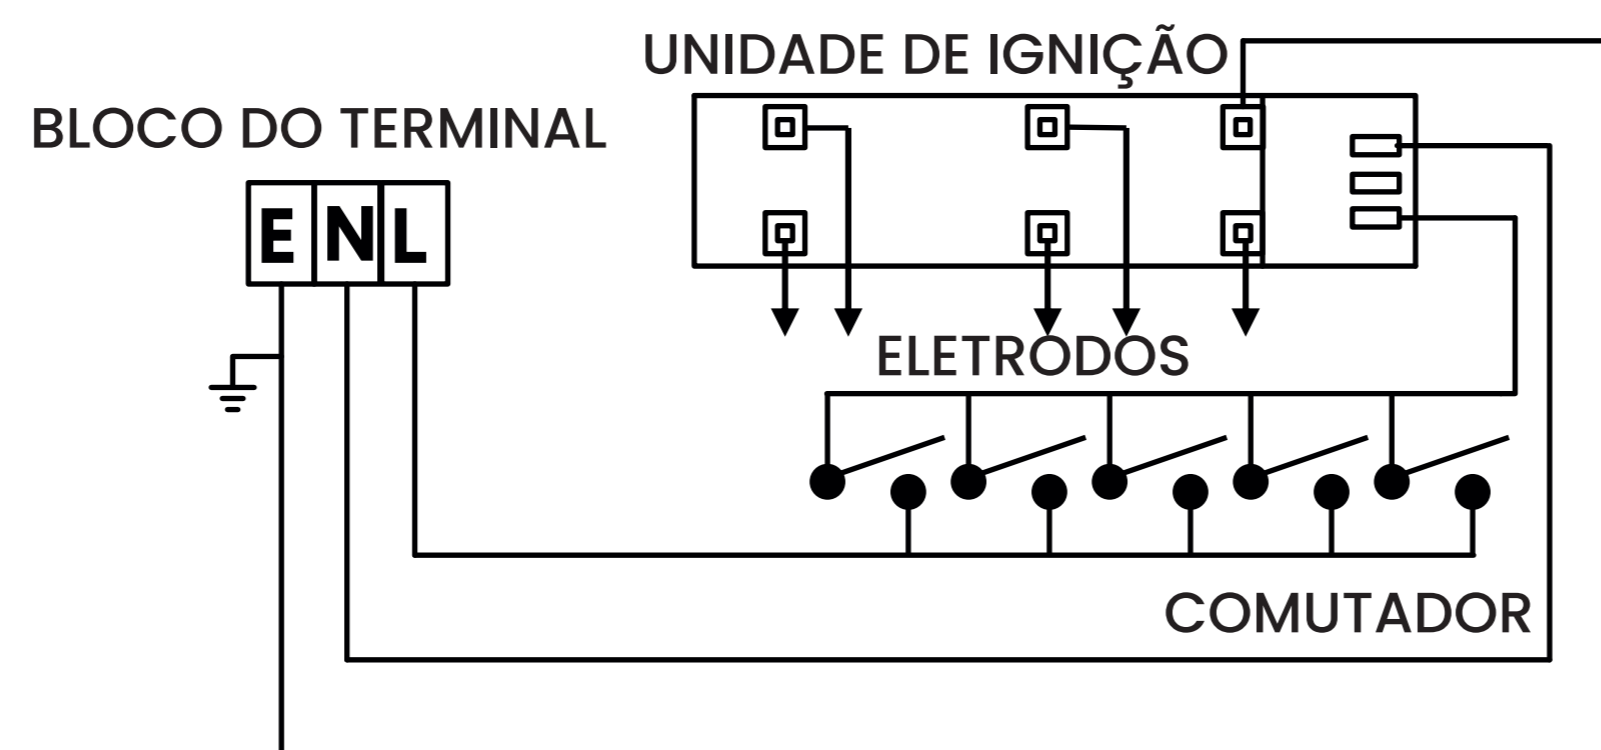 UNIDADE DE IGNIÇÃO
BLOCO DO TERMINAL
E N L
ELETRODOS
COMUTADOR